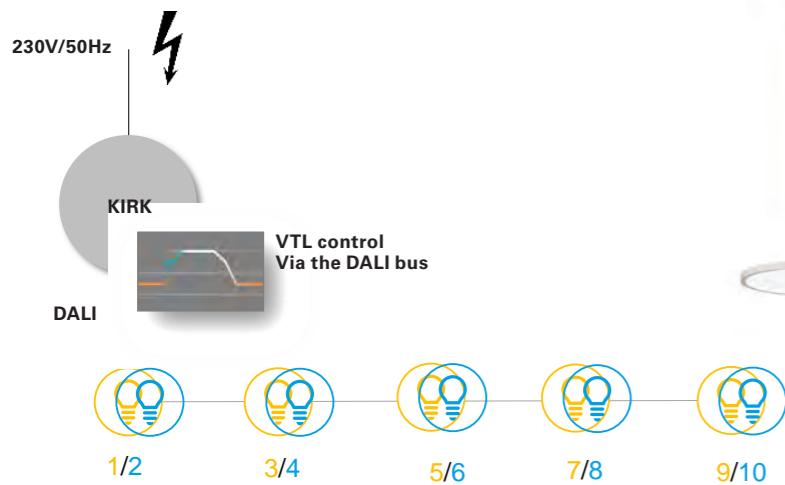 230V/50Hz
KIRK
VTL control
Via the DALI bus
DALI
1/2
3/4
5/6
7/8
9/10